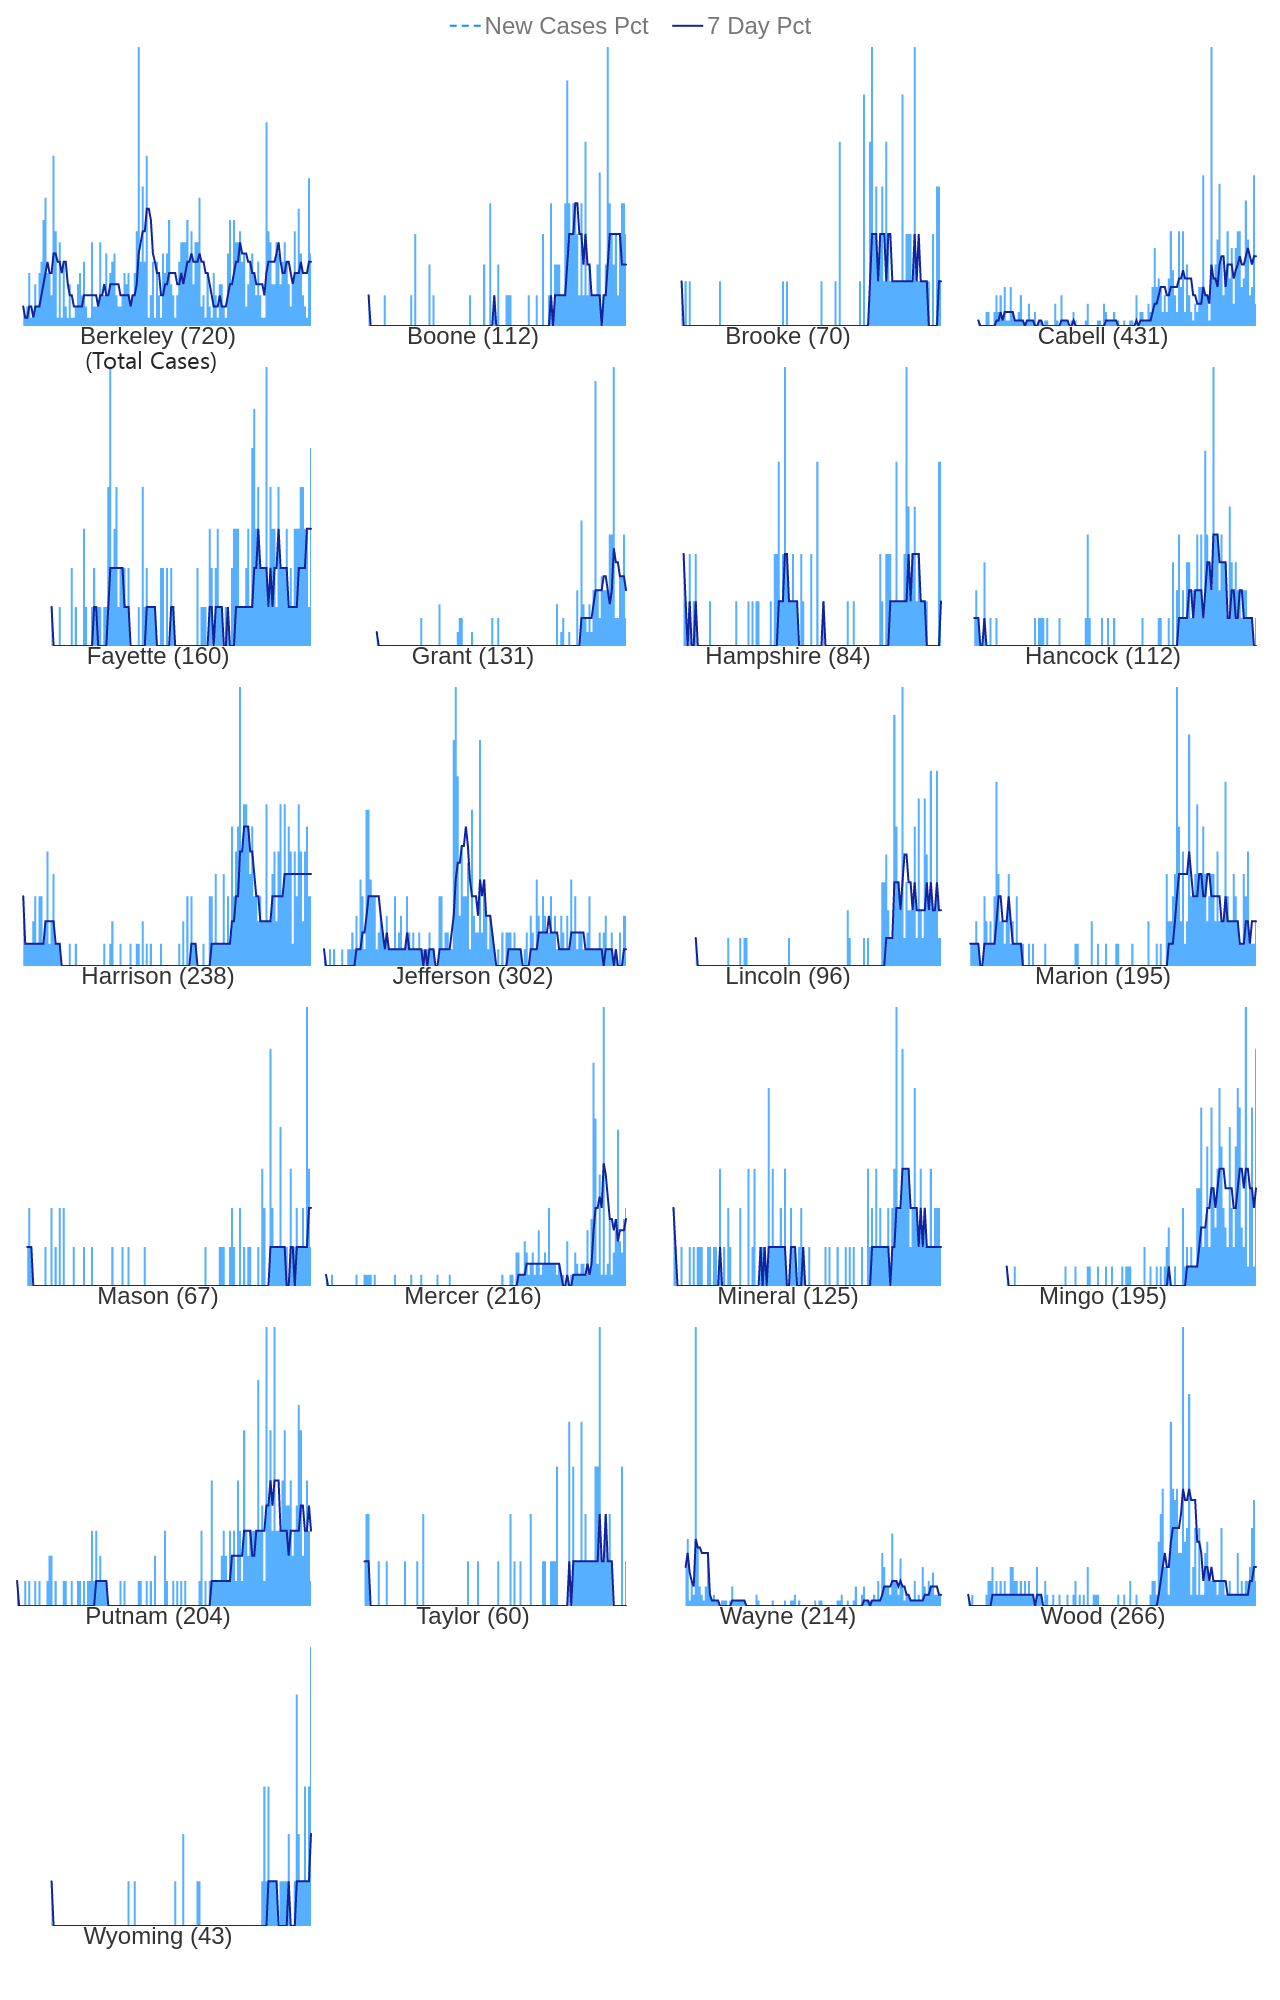 New Cases Pct 7 Day Pct
Berkeley (720) Boone (112) Brooke (70) Cabell (431)
(Total Cases)
Fayette (160) Grant (131) Hampshire (84) Hancock (112)
Harrison (238) Jefferson (302) Lincoln (96) Marion (195)
Mason (67) Mercer (216) Mineral (125) Mingo (195)
Putnam (204) Taylor (60) Wayne (214) Wood (266)
Wyoming (43)